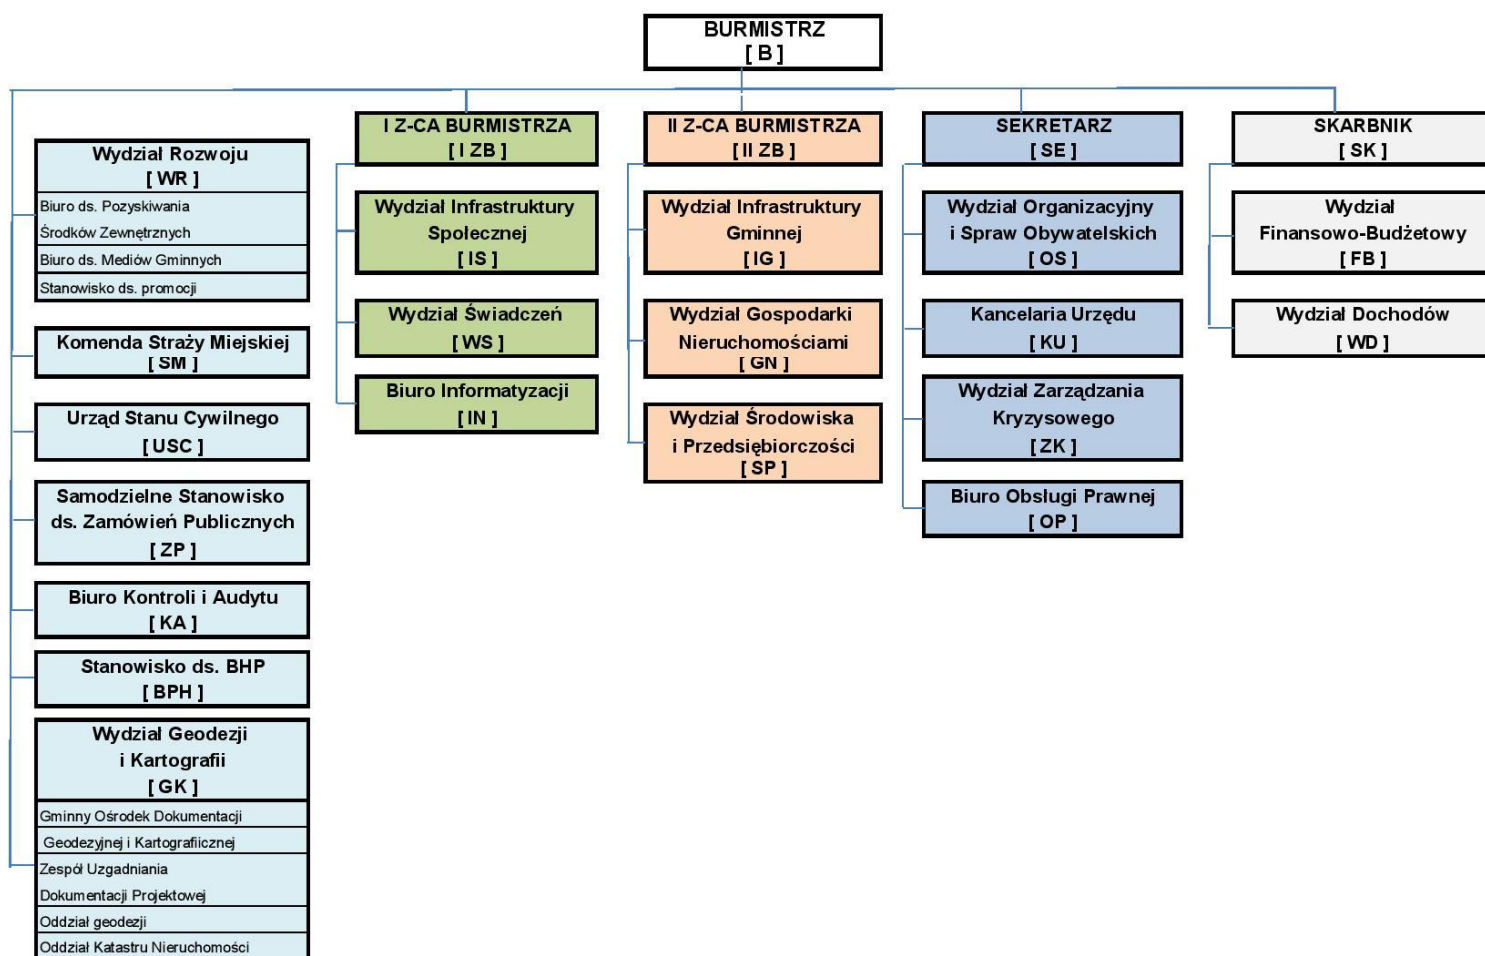 BURMISTRZ
[ B ]
Wydział Rozwoju
[ WR ]
Biuro ds. Pozyskiwania
Środków Zewnętrznych
Biuro ds. Mediów Gminnych
Stanowisko ds. promocji
Komenda Straży Miejskiej
[ SM ]
Urząd Stanu Cywilnego
[ USC ]
Samodzielne Stanowisko
ds. Zamówień Publicznych
[ ZP ]
Biuro Kontroli i Audytu
[ KA ]
Stanowisko ds. BHP
[ BPH ]
Wydział Geodezji
i Kartografii
[ GK ]
Gminny Ośrodek Dokumentacji
Geodezyjnej i Kartografiicznej
Zespół Uzgadniania
Dokumentacji Projektowej
Oddział geodezji
Oddział Katastru Nieruchomości
I Z-CA BURMISTRZA
[ I ZB ]
Wydział Infrastruktury
Społecznej
[ IS ]
Wydział Świadczeń
[ WS ]
Biuro Informatyzacji
[ IN ]
II Z-CA BURMISTRZA
[ II ZB ]
Wydział Infrastruktury
Gminnej
[ IG ]
Wydział Gospodarki
Nieruchomościami
[ GN ]
Wydział Środowiska
i Przedsiębiorczości
[ SP ]
SEKRETARZ
[ SE ]
Wydział Organizacyjny
i Spraw Obywatelskich
[ OS ]
Kancelaria Urzędu
[ KU ]
Wydział Zarządzania
Kryzysowego
[ ZK ]
Biuro Obsługi Prawnej
[ OP ]
SKARBNIK
[ SK ]
Wydział
Finansowo-Budżetowy
[ FB ]
Wydział Dochodów
[ WD ]